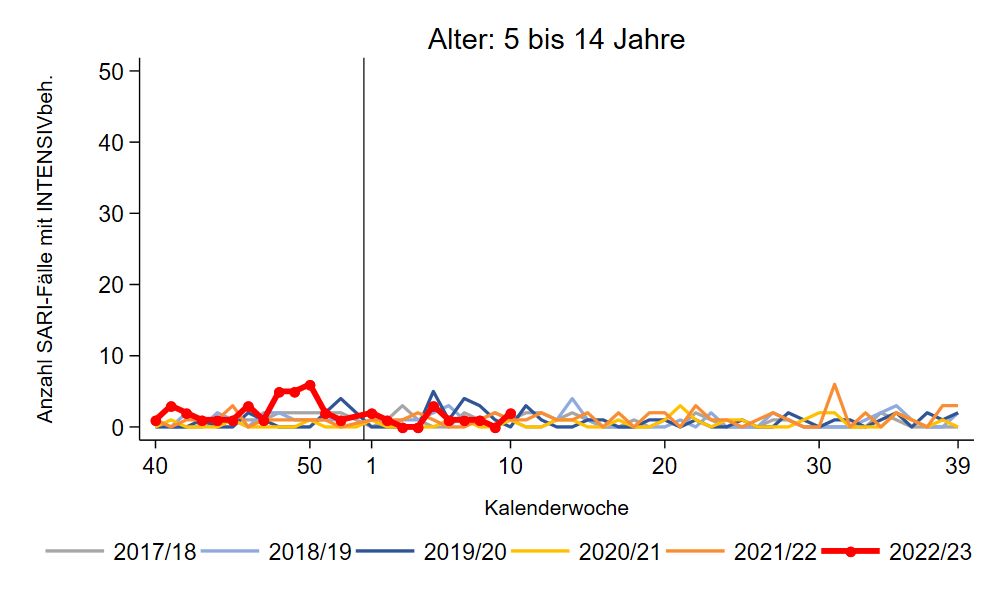 Alter: 5 bis 14 Jahre
Anzahl SARI-Fälle mit INTENSIVbeh.
50
40
30
20
10
0
40 50 1 10 20 30 39
Kalenderwoche
2017/18 2018/19 2019/20 2020/21 2021/22 2022/23